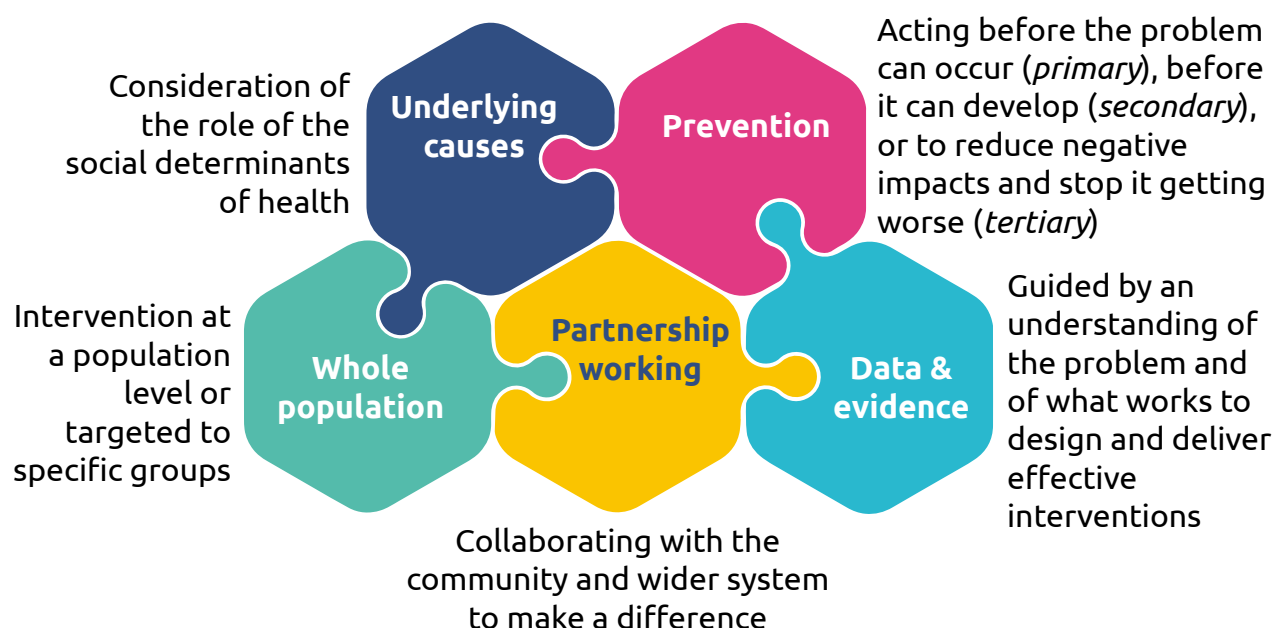 Consideration of
the role of the
social determinants
of health
Underlying
causes
Prevention
Acting before the problem
can occur (primary), before
it can develop (secondary),
or to reduce negative
impacts and stop it getting
worse (tertiary)
Intervention at
a population
level or
targeted to
specific groups
Whole
population
Partnership
working
Data &
evidence
Guided by an
understanding of
the problem and
of what works to
design and deliver
effective
interventions
Collaborating with the
community and wider system
to make a difference